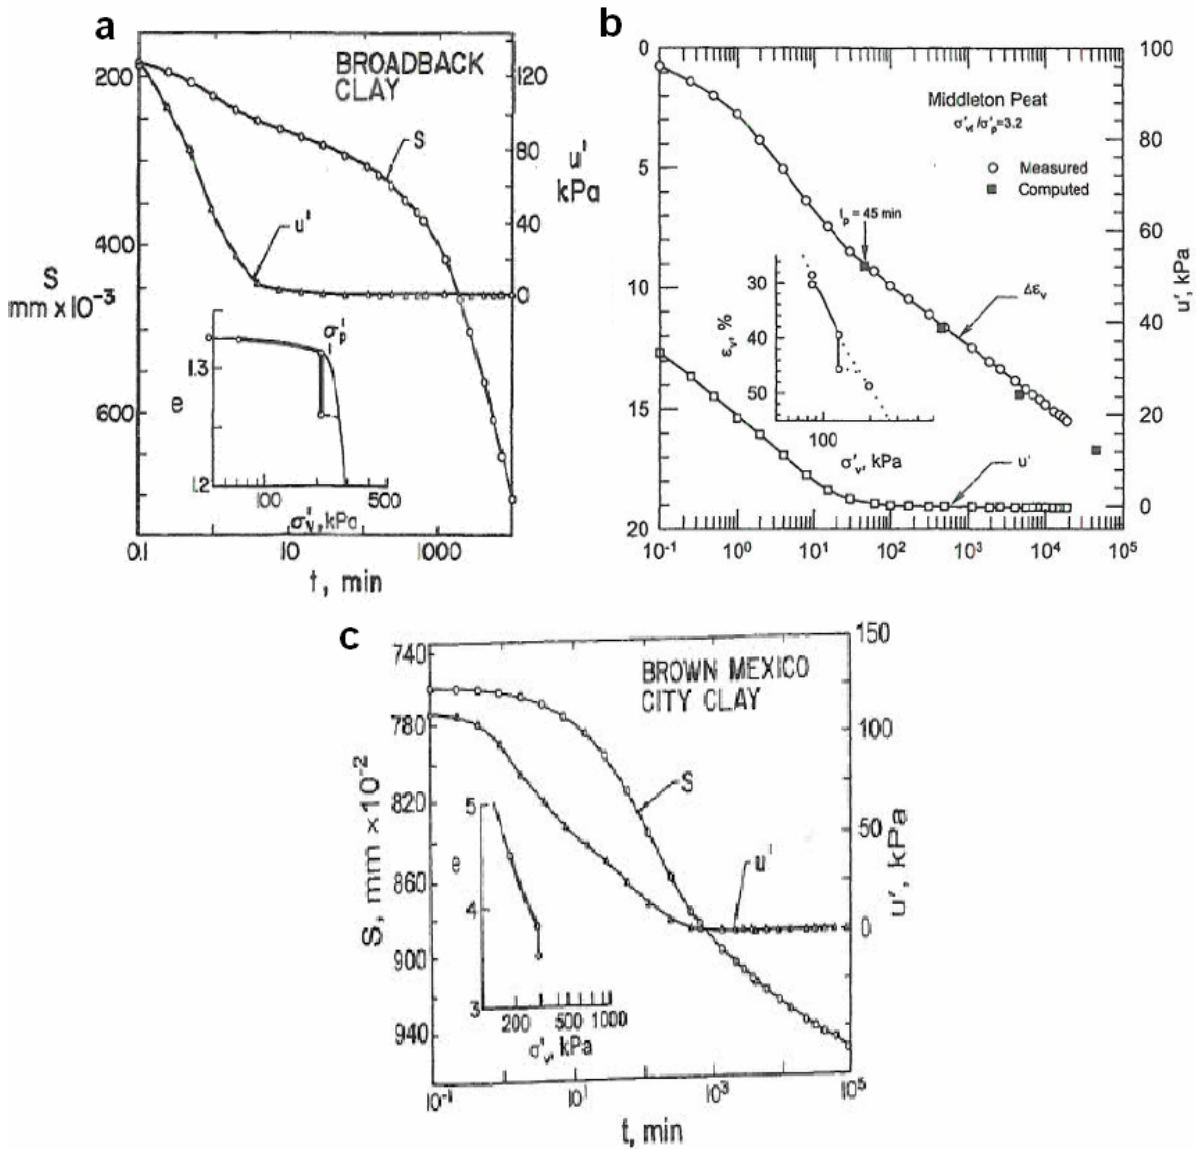 a
BROADBACK
CLAY
200
400
600
S
mm x10⁻³
120
80
40
0
u'
kPa
S
u'
σ'p
1.3
1.2
e
100
500
σ'v, kPa
0.1
10
1000
t, min
b
0
5
10
15
20
100
80
60
40
20
0
u', kPa
Middleton Peat
σ'vf /σ'p=3.2
Measured
Computed
tp = 45 min
Δεv
u'
30
40
50
εv, %
100
σ'v, kPa
10⁻¹
10⁰
10¹
10²
10³
10⁴
10⁵
c
BROWN MEXICO
CITY CLAY
740
780
820
860
900
940
S, mm x10⁻²
150
100
50
0
u', kPa
S
u'
5
4
3
e
200
500
1000
σ'v, kPa
10⁻¹
10¹
10³
10⁵
t, min